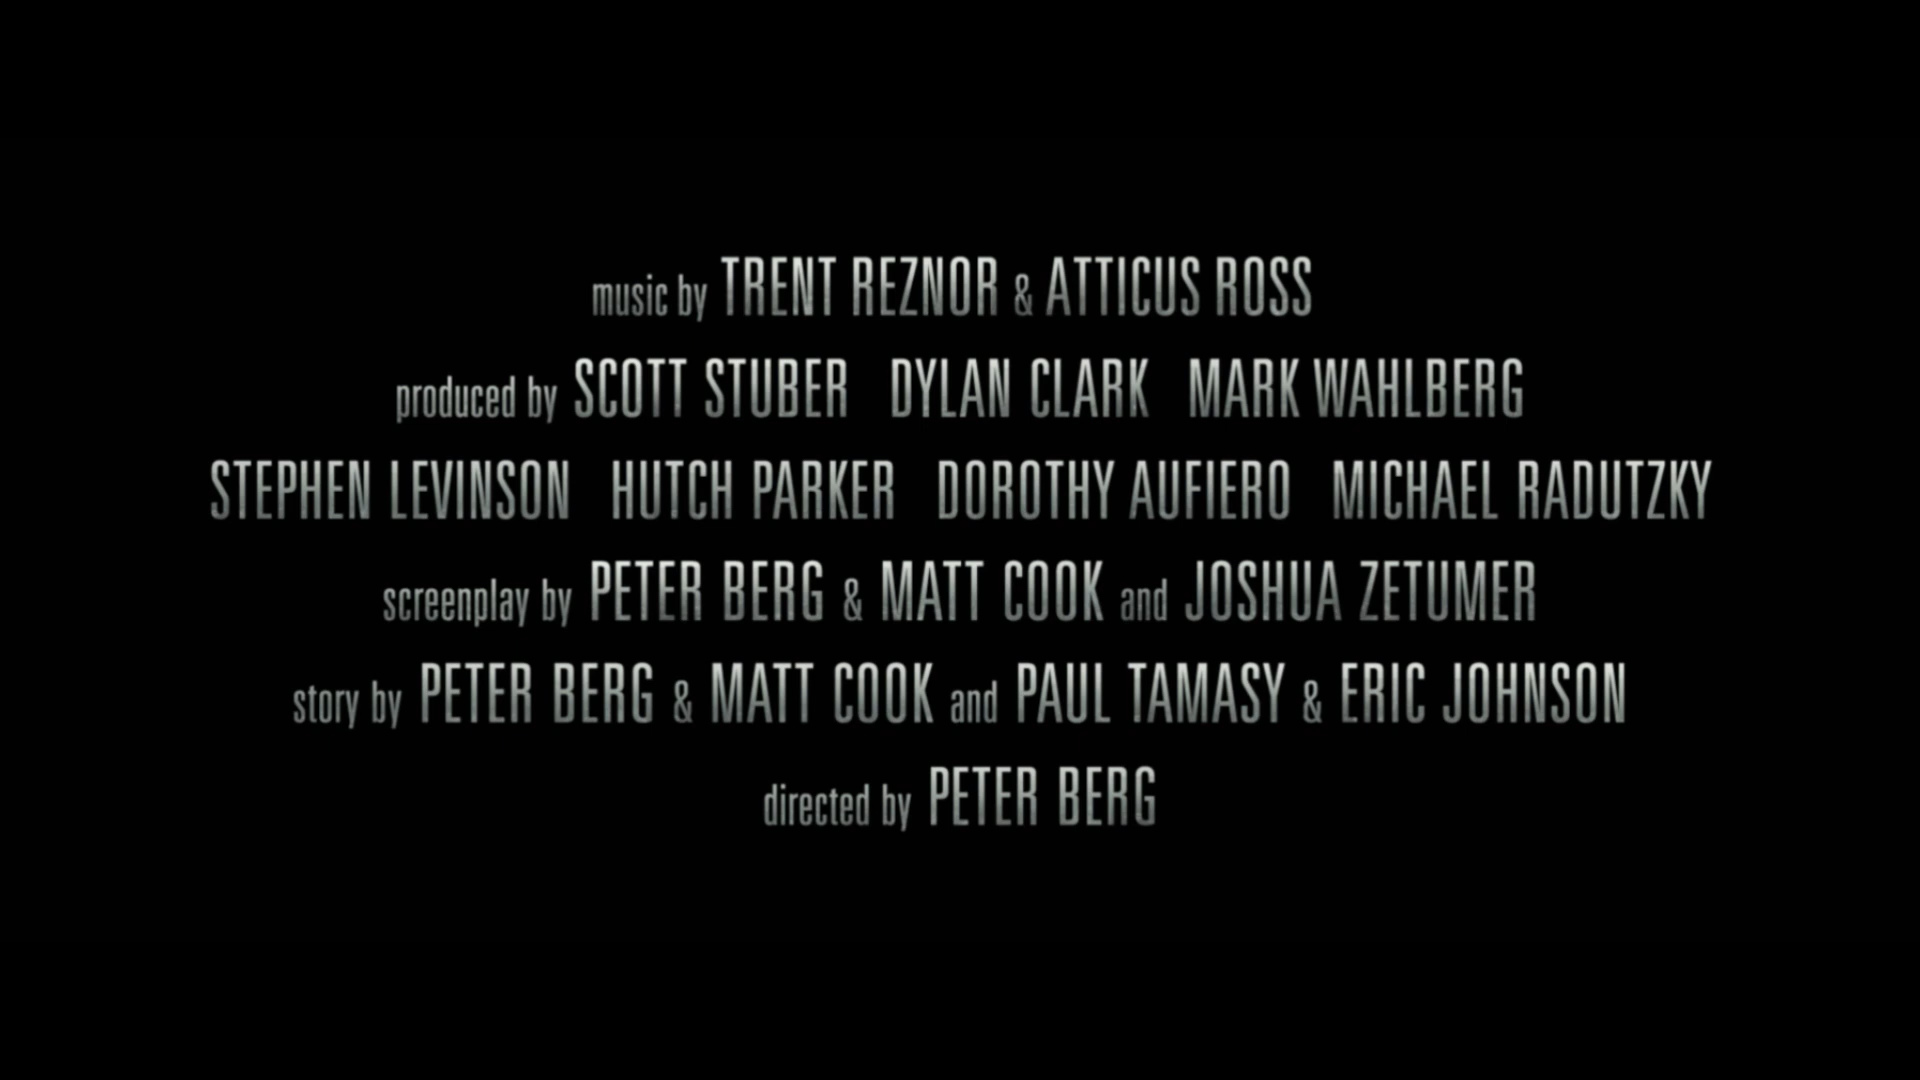 music by TRENT REZNOR & ATTICUS ROSS
produced by SCOTT STUBER DYLAN CLARK MARK WAHLBERG
STEPHEN LEVINSON HUTCH PARKER DOROTHY AUFIERO MICHAEL RADUTZKY
screenplay by PETER BERG & MATT COOK and JOSHUA ZETUMER
story by PETER BERG & MATT COOK and PAUL TAMASY & ERIC JOHNSON
directed by PETER BERG